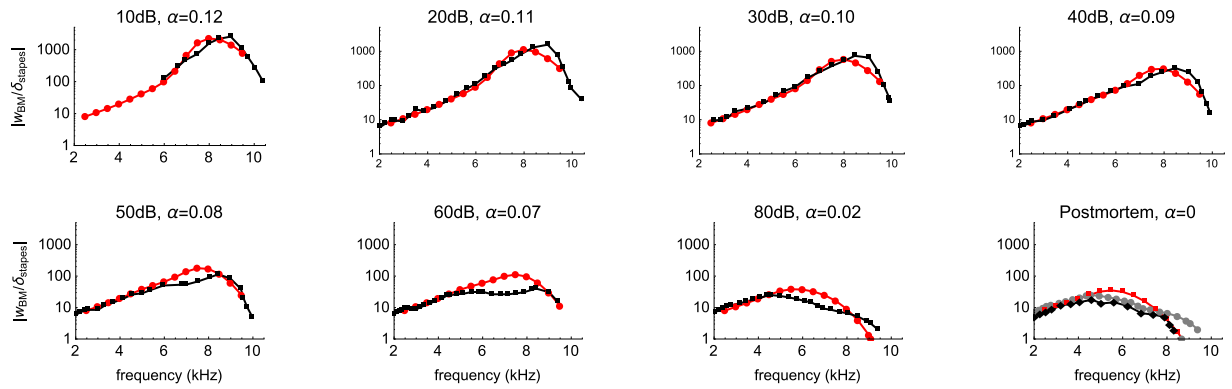 10dB, α=0.12
20dB, α=0.11
30dB, α=0.10
40dB, α=0.09
|wBM/δstapes|
1000
100
10
1
2 4 6 8 10
1000
100
10
1
2 4 6 8 10
1000
100
10
1
2 4 6 8 10
1000
100
10
1
2 4 6 8 10
50dB, α=0.08
60dB, α=0.07
80dB, α=0.02
Postmortem, α=0
|wBM/δstapes|
1000
100
10
1
2 4 6 8 10
1000
100
10
1
2 4 6 8 10
1000
100
10
1
2 4 6 8 10
1000
100
10
1
2 4 6 8 10
frequency (kHz)
frequency (kHz)
frequency (kHz)
frequency (kHz)